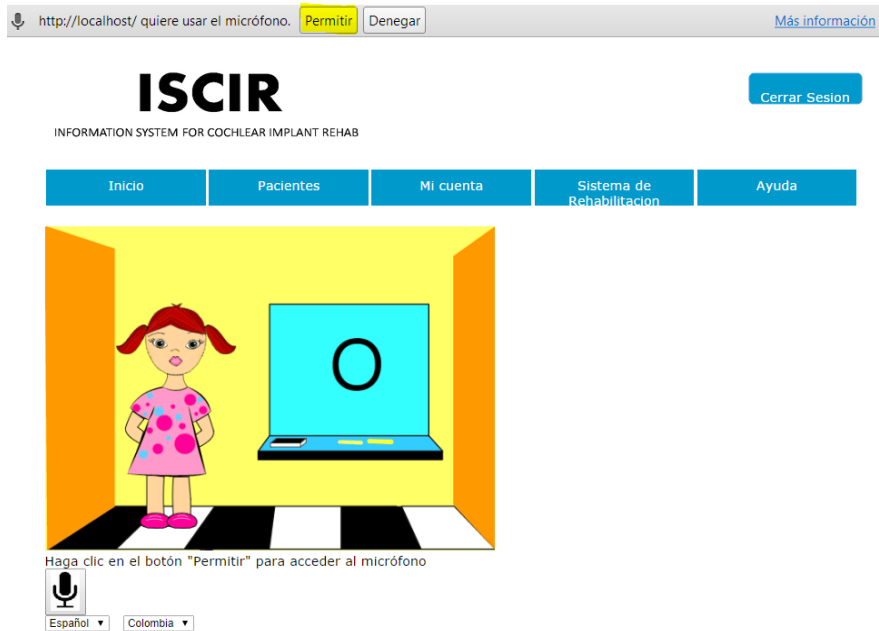 http://localhost/ quiere usar el micrófono. Permitir Denegar Más información
ISCIR
INFORMATION SYSTEM FOR COCHLEAR IMPLANT REHAB
Cerrar Sesion
Inicio Pacientes Mi cuenta Sistema de Rehabilitacion Ayuda
O
Haga clic en el botón "Permitir" para acceder al micrófono
Español Colombia